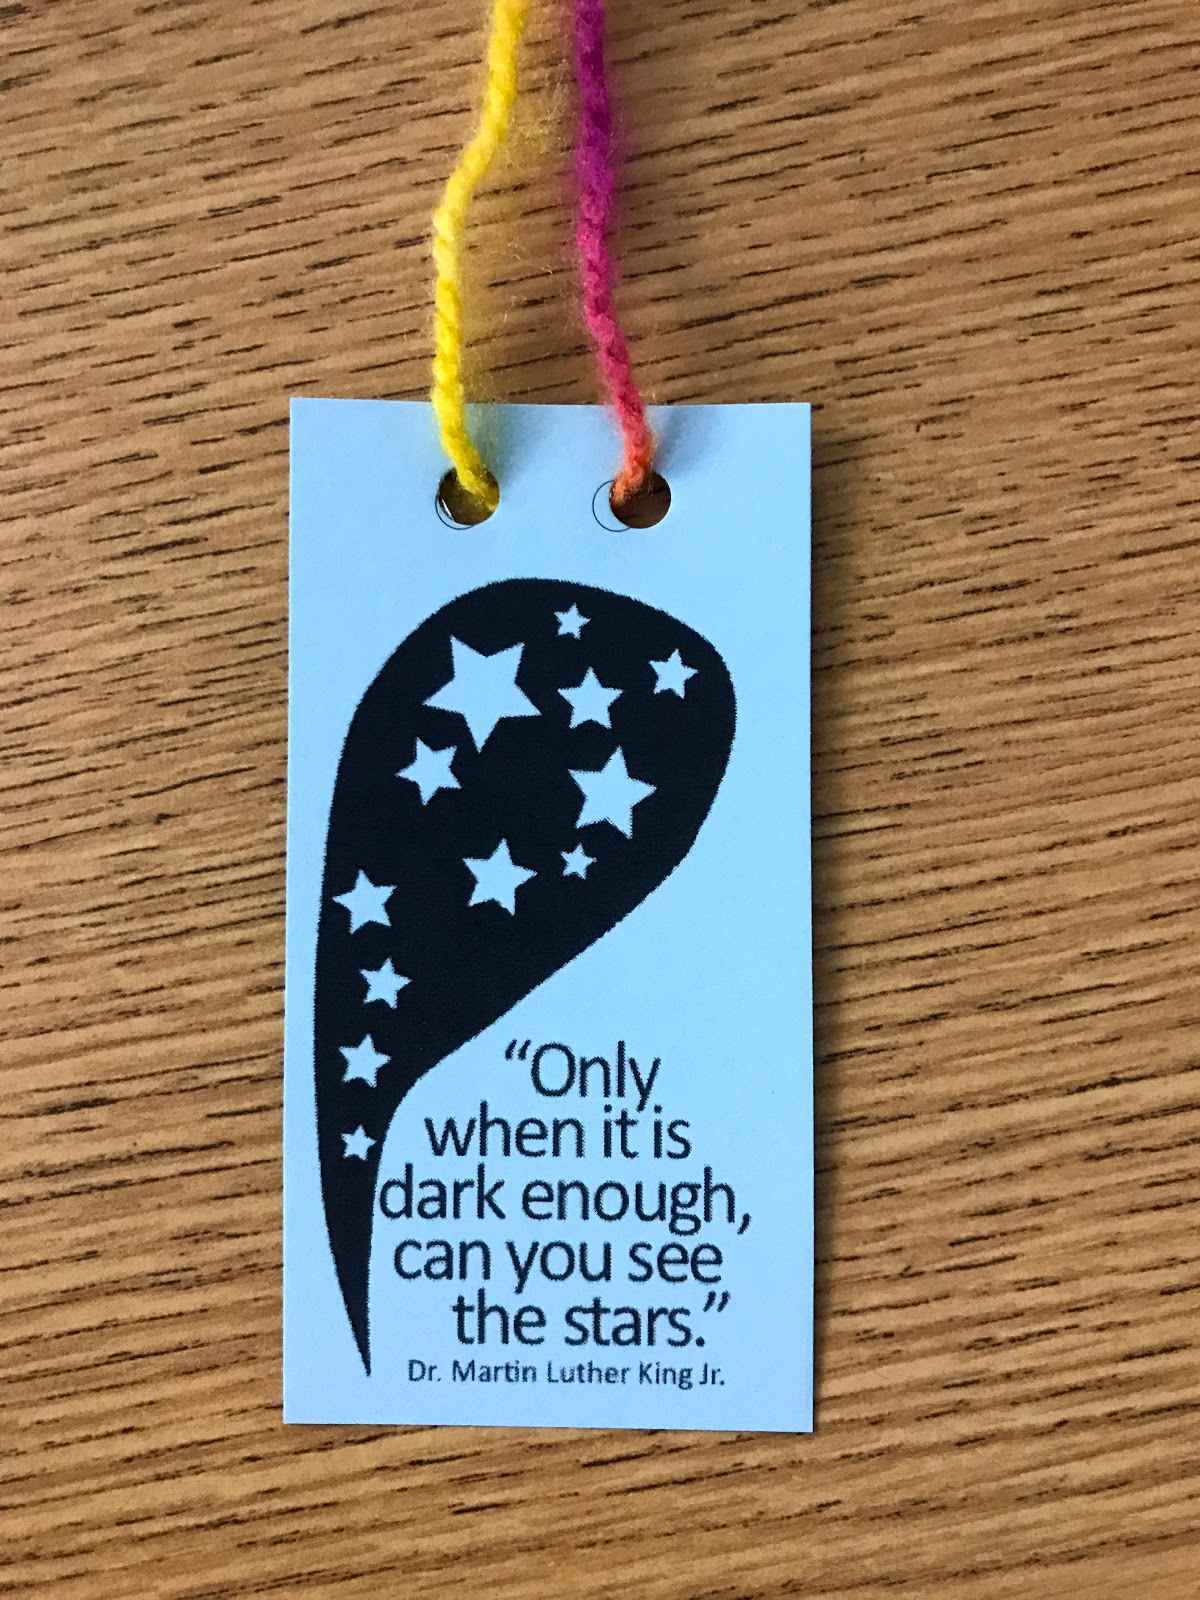 “Only
when it is
dark enough,
can you see
the stars.”
Dr. Martin Luther King Jr.